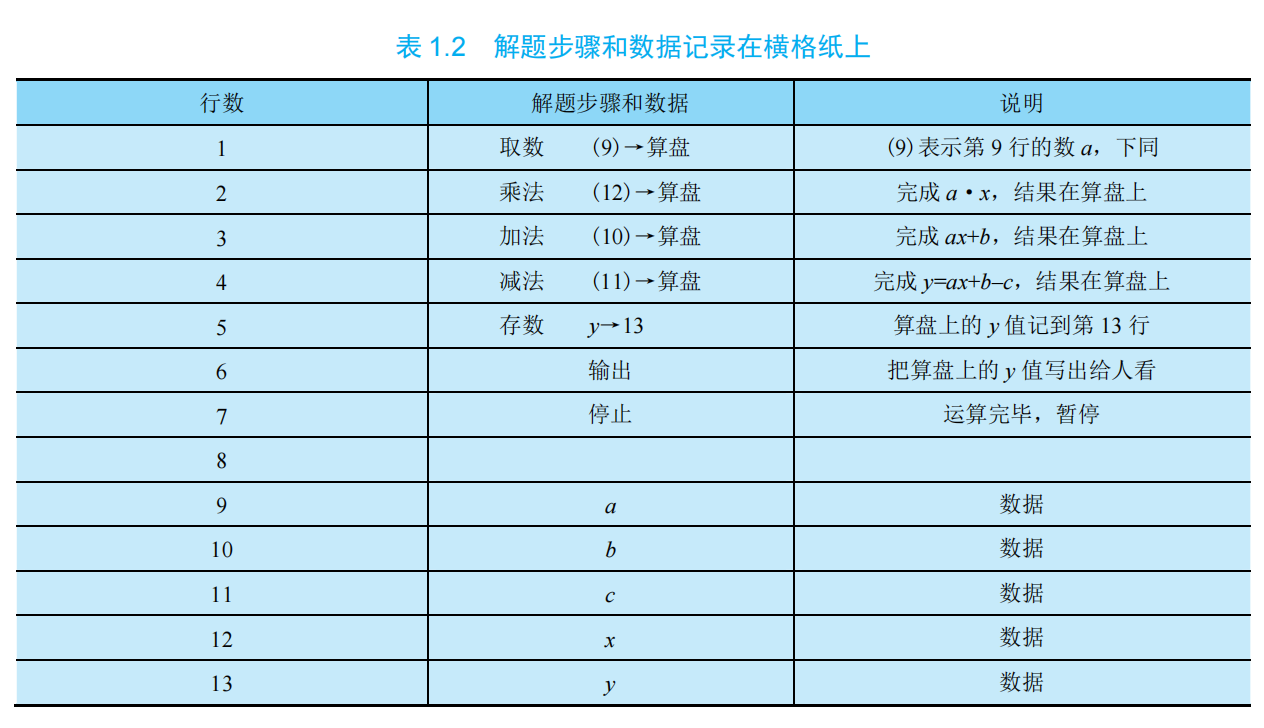 表 1.2 解题步骤和数据记录在横格纸上
行数 解题步骤和数据 说明
1 取数 (9)→算盘 (9)表示第 9 行的数 a，下同
2 乘法 (12)→算盘 完成 a·x，结果在算盘上
3 加法 (10)→算盘 完成 ax+b，结果在算盘上
4 减法 (11)→算盘 完成 y=ax+b–c，结果在算盘上
5 存数 y→13 算盘上的 y 值记到第 13 行
6 输出 把算盘上的 y 值写出给人看
7 停止 运算完毕，暂停
8
9 a 数据
10 b 数据
11 c 数据
12 x 数据
13 y 数据